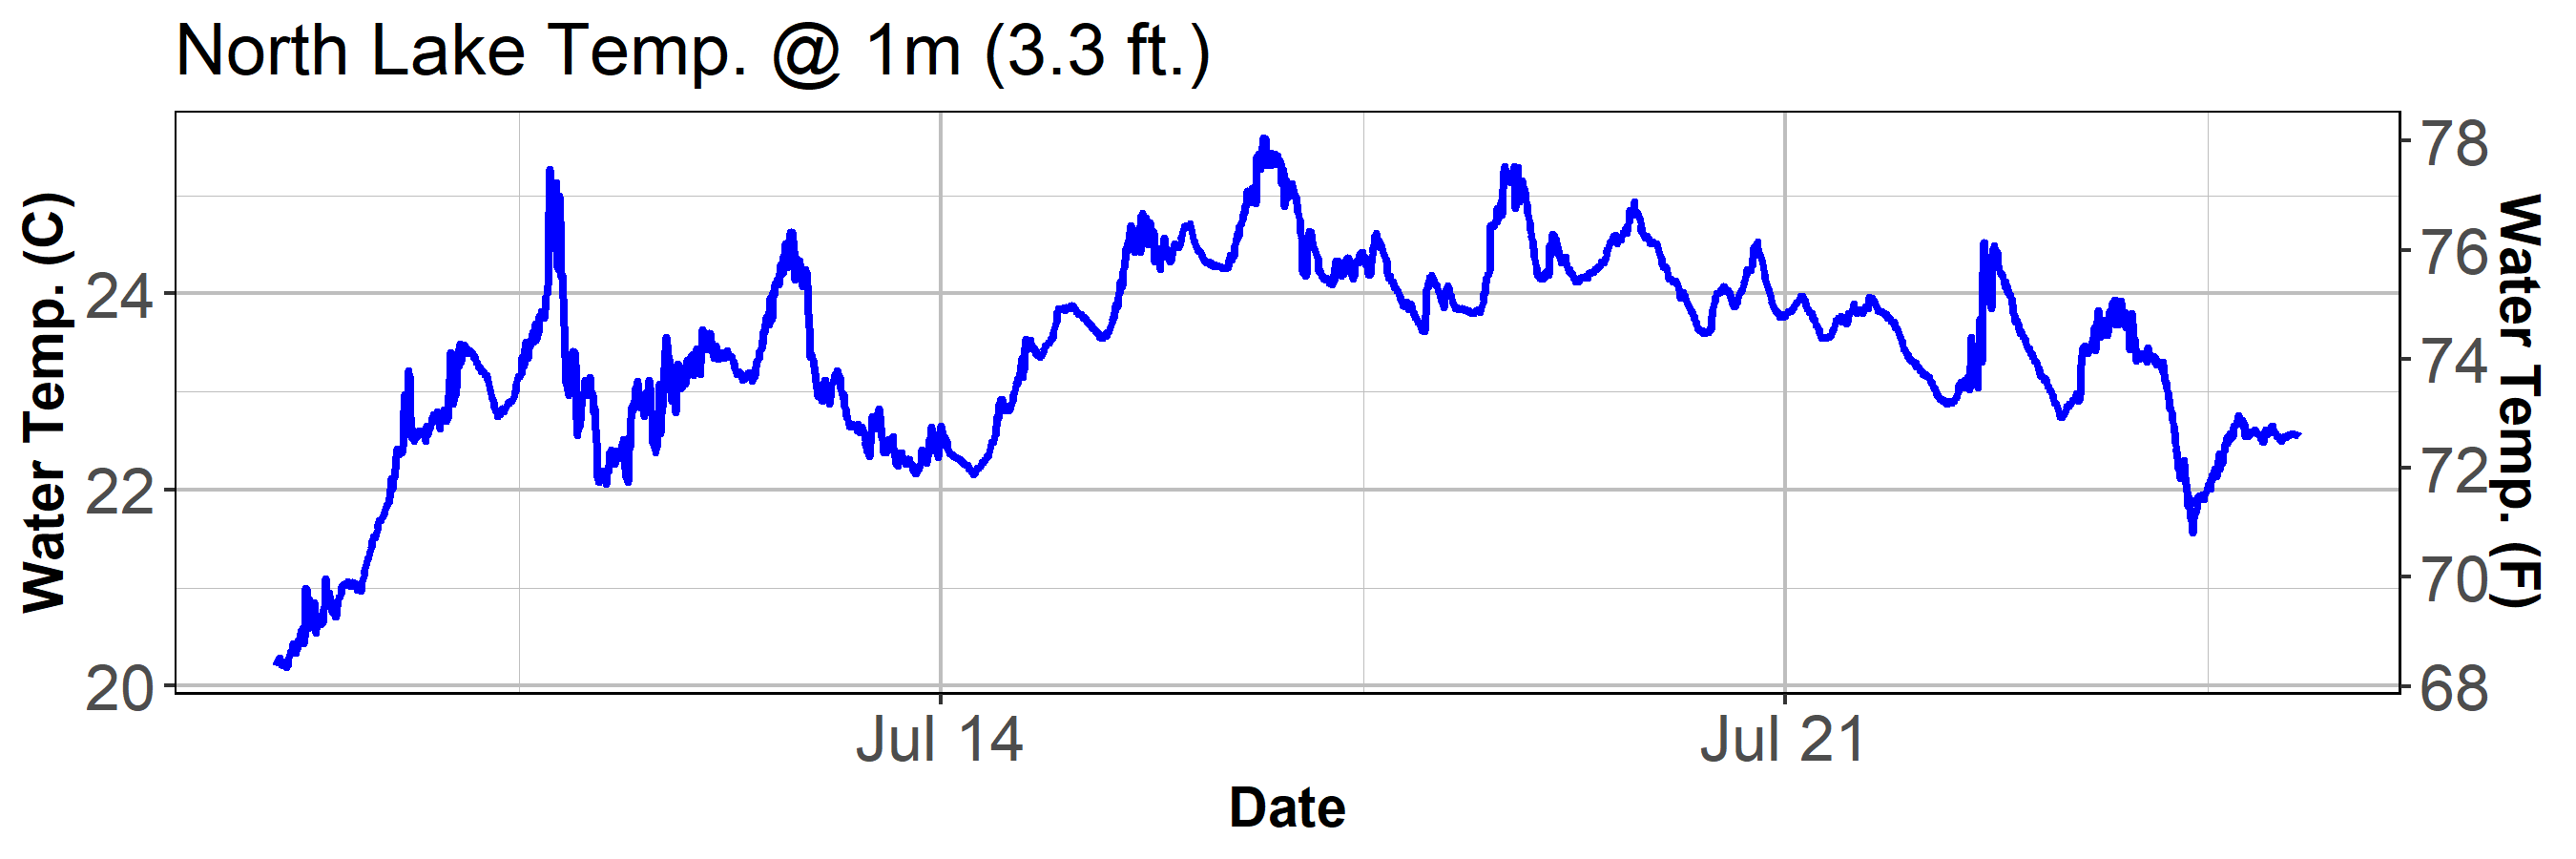 North Lake Temp. @ 1m (3.3 ft.)
Water Temp. (C)
24
22
20
78
76
74
72
70
68
Water Temp. (F)
Jul 14
Jul 21
Date